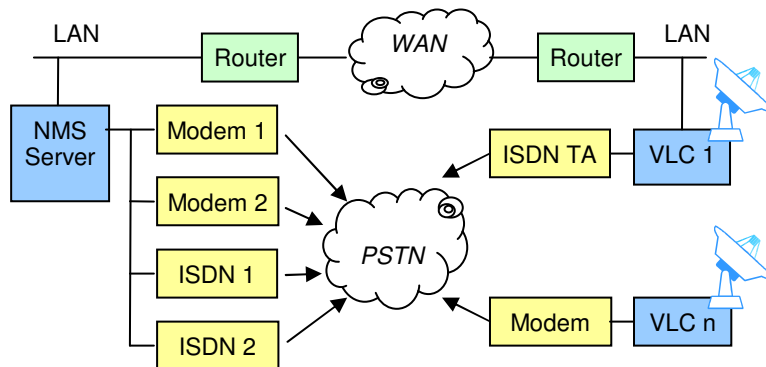 LAN
WAN
LAN
Router
Router
NMS
Server
Modem 1
ISDN TA
VLC 1
Modem 2
PSTN
ISDN 1
Modem
VLC n
ISDN 2